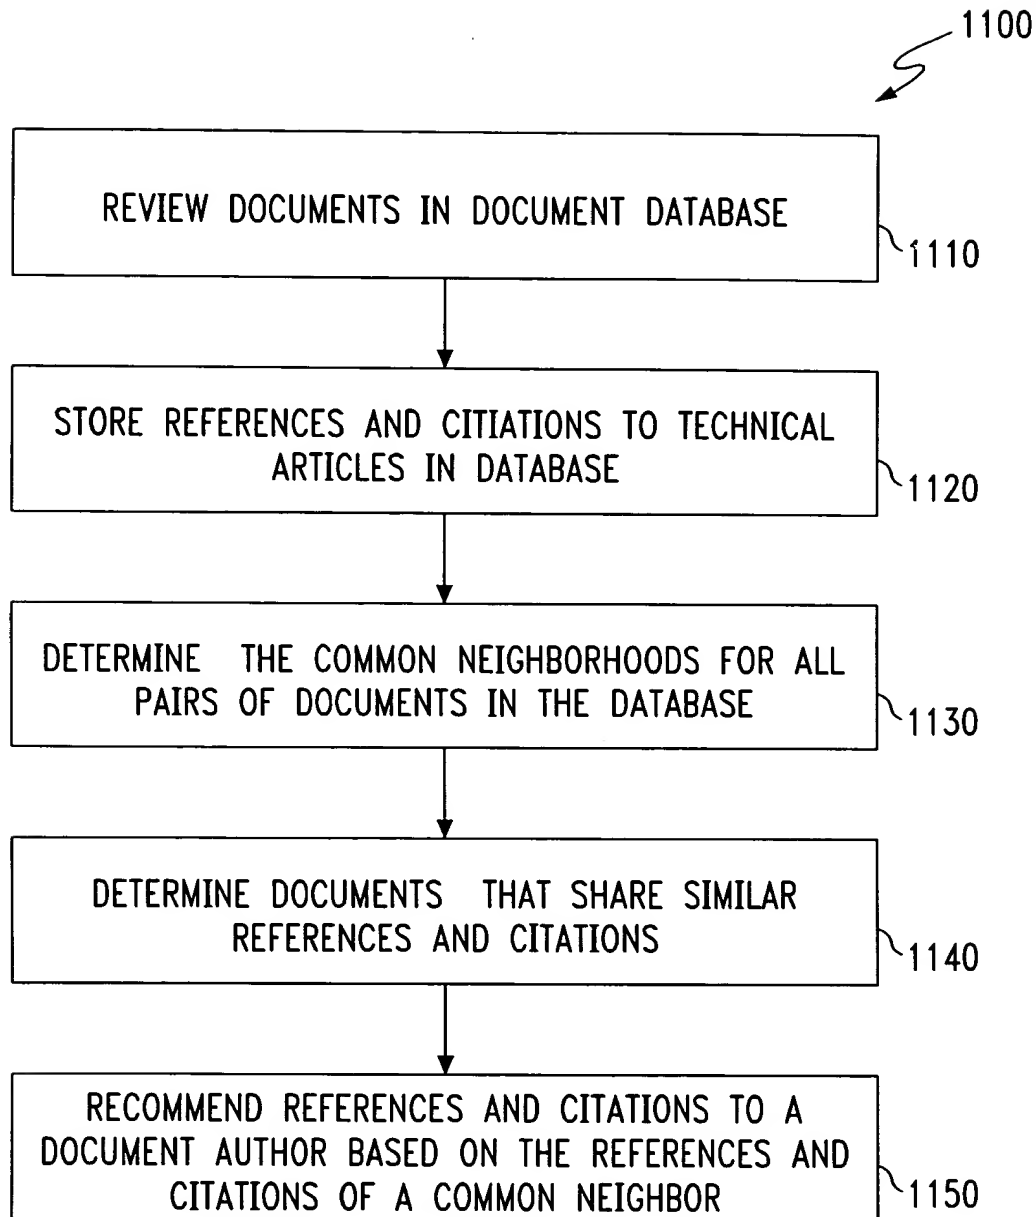 1100
REVIEW DOCUMENTS IN DOCUMENT DATABASE
1110
STORE REFERENCES AND CITIATIONS TO TECHNICAL
ARTICLES IN DATABASE
1120
DETERMINE THE COMMON NEIGHBORHOODS FOR ALL
PAIRS OF DOCUMENTS IN THE DATABASE
1130
DETERMINE DOCUMENTS THAT SHARE SIMILAR
REFERENCES AND CITATIONS
1140
RECOMMEND REFERENCES AND CITATIONS TO A
DOCUMENT AUTHOR BASED ON THE REFERENCES AND
CITATIONS OF A COMMON NEIGHBOR
1150